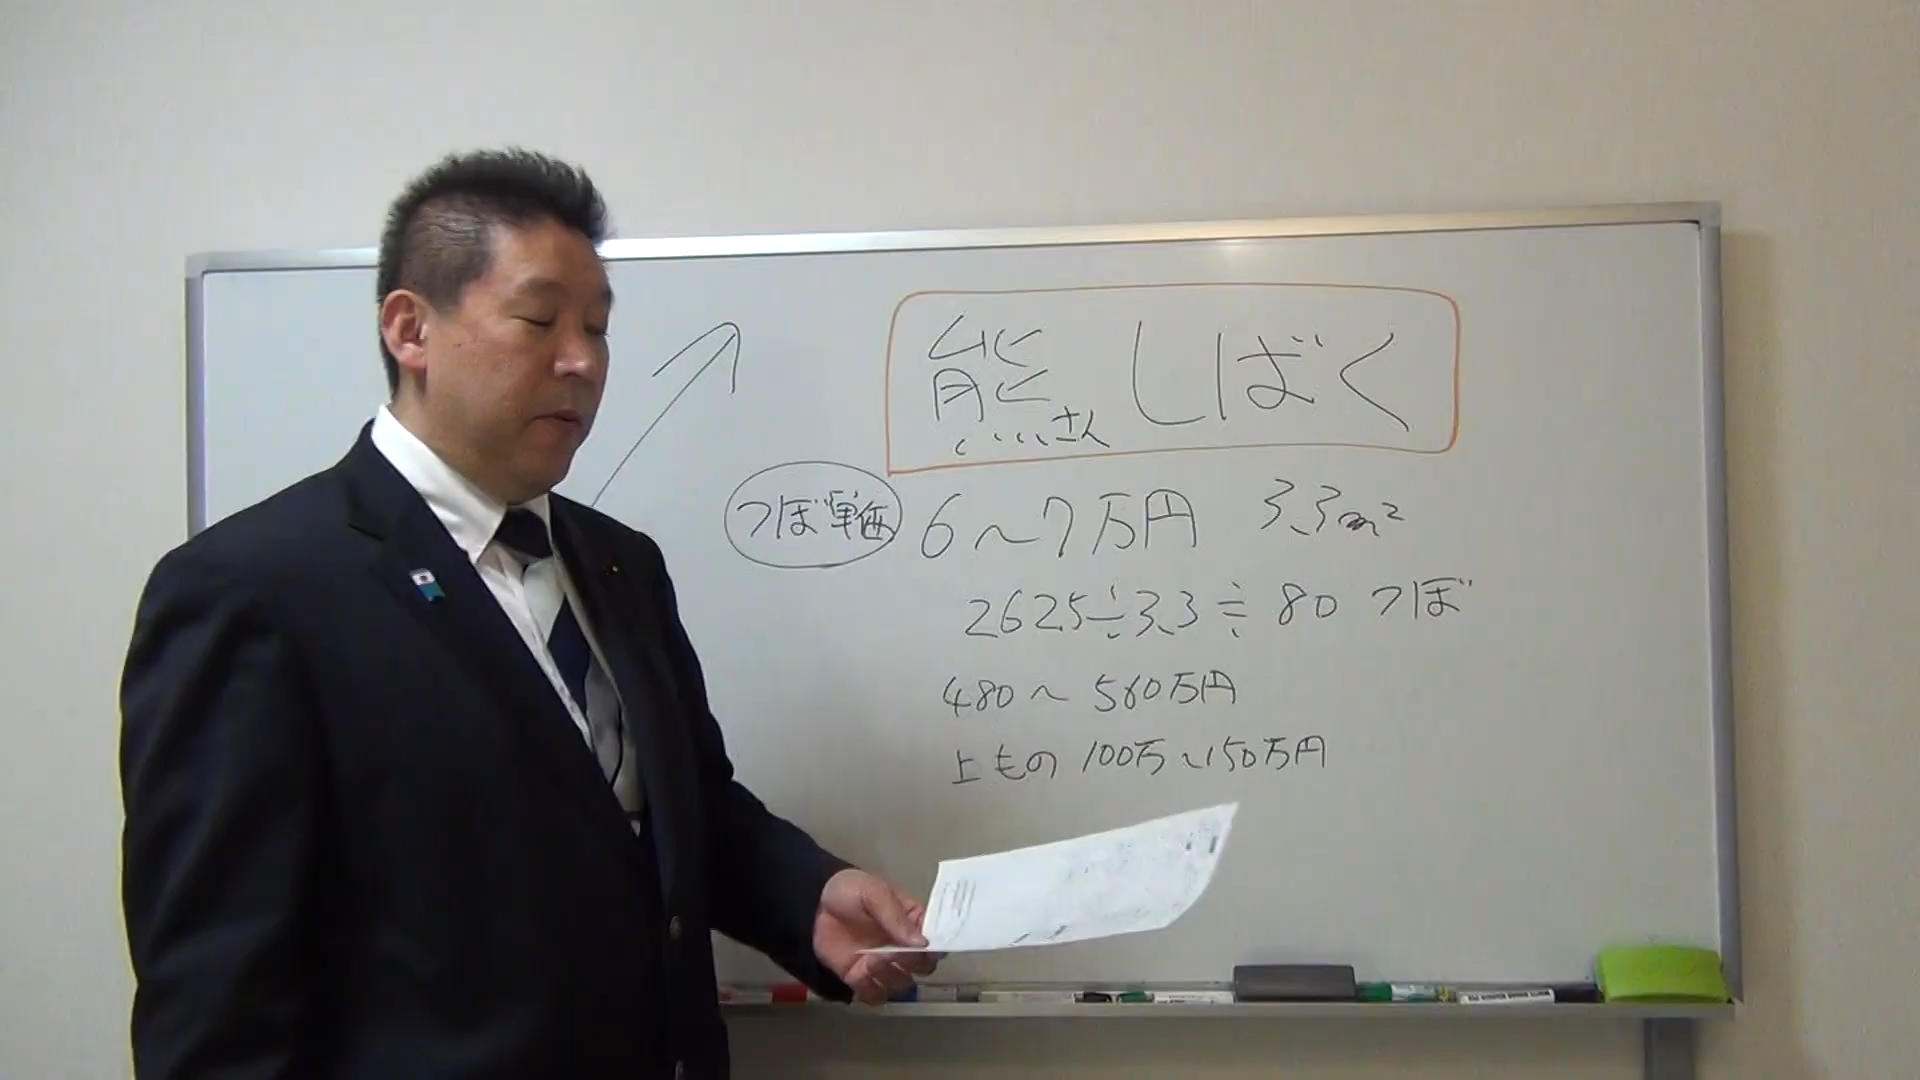 熊さんしばく
つぼ単価 6～7万円 3.3m²
262.5÷3.3≒80つぼ
480～560万円
上もの 100万～150万円